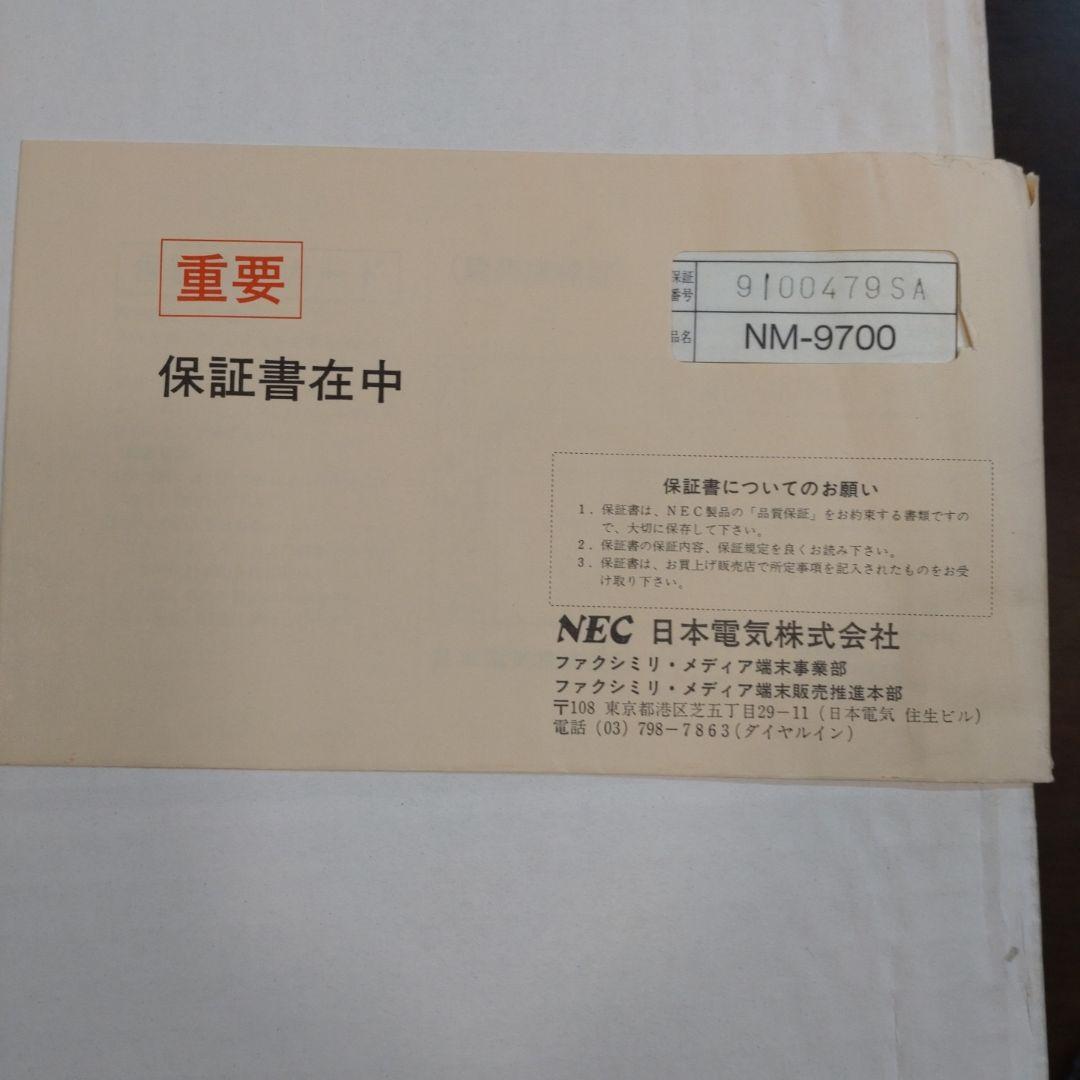 重要
保証書在中
保証
番号 9100479SA
品名 NM-9700
保証書についてのお願い
1. 保証書は、NEC製品の「品質保証」をお約束する書類ですの
で、大切に保存して下さい。
2. 保証書の保証内容、保証規定を良くお読み下さい。
3. 保証書は、お買上げ販売店で所定事項を記入されたものをお受
け取り下さい。
NEC 日本電気株式会社
ファクシミリ・メディア端末事業部
ファクシミリ・メディア端末販売推進本部
〒108 東京都港区芝五丁目29-11 (日本電気 住生ビル)
電話 (03) 798-7863(ダイヤルイン)